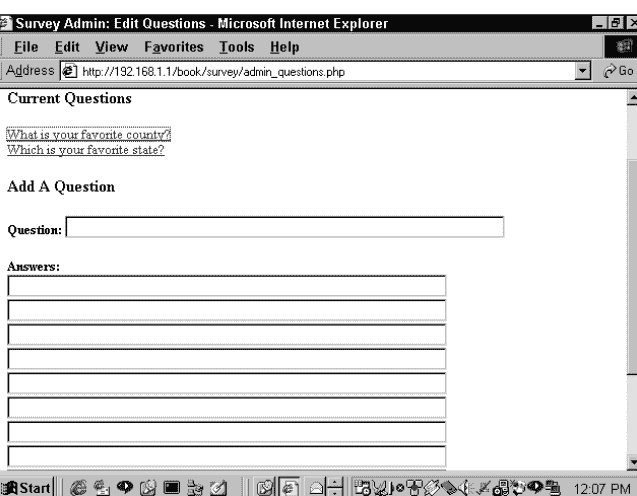 Survey Admin: Edit Questions - Microsoft Internet Explorer
File Edit View Favorites Tools Help
Address http://192.168.1.1/book/survey/admin_questions.php Go
Current Questions
What is your favorite county?
Which is your favorite state?
Add A Question
Question:
Answers:
Start 12:07 PM